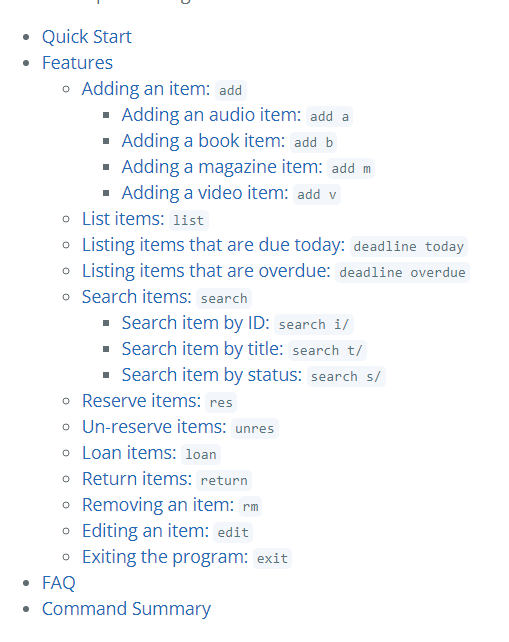 Quick Start
Features
Adding an item: add
Adding an audio item: add a
Adding a book item: add b
Adding a magazine item: add m
Adding a video item: add v
List items: list
Listing items that are due today: deadline today
Listing items that are overdue: deadline overdue
Search items: search
Search item by ID: search i/
Search item by title: search t/
Search item by status: search s/
Reserve items: res
Un-reserve items: unres
Loan items: loan
Return items: return
Removing an item: rm
Editing an item: edit
Exiting the program: exit
FAQ
Command Summary